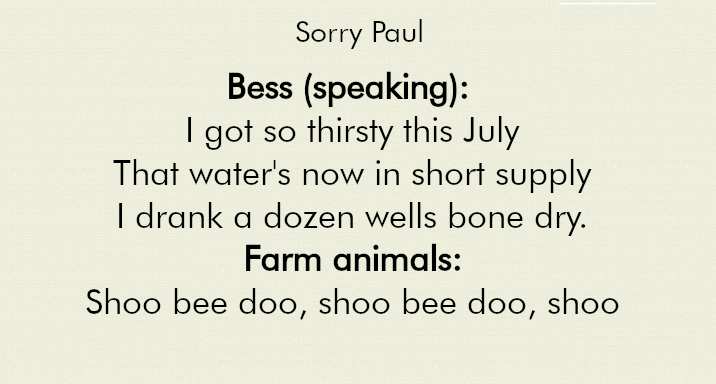 Sorry Paul
Bess (speaking):
I got so thirsty this July
That water's now in short supply
I drank a dozen wells bone dry.
Farm animals:
Shoo bee doo, shoo bee doo, shoo